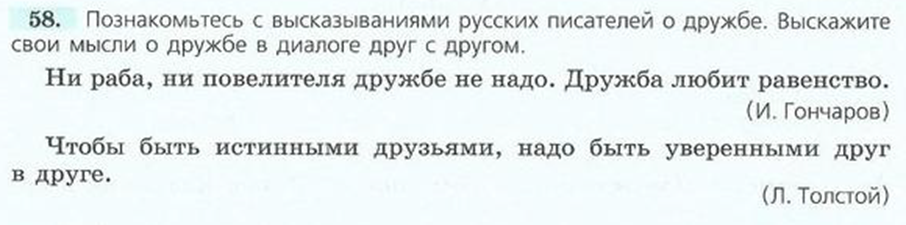 58. Познакомьтесь с высказываниями русских писателей о дружбе. Выскажите
свои мысли о дружбе в диалоге друг с другом.
Ни раба, ни повелителя дружбе не надо. Дружба любит равенство.
(И. Гончаров)
Чтобы быть истинными друзьями, надо быть уверенными друг
в друге.
(Л. Толстой)